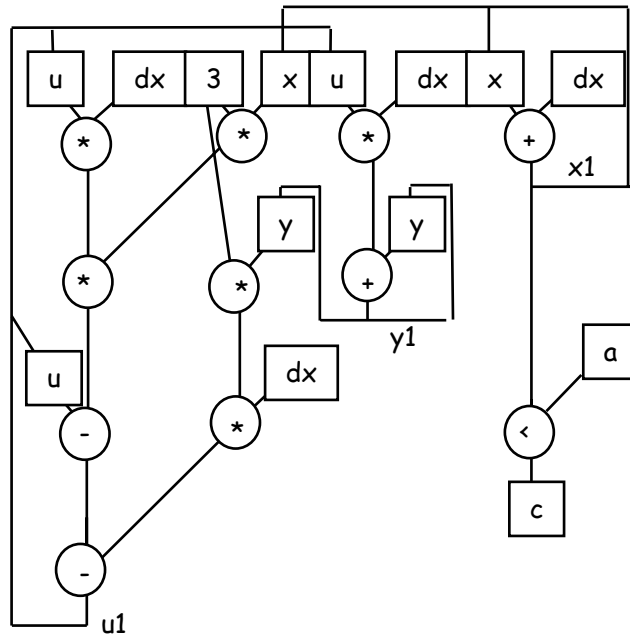 u dx 3 x u dx x dx
* * * +
x1
y y
* * +
y1
a
u dx
- * <
c
-
u1